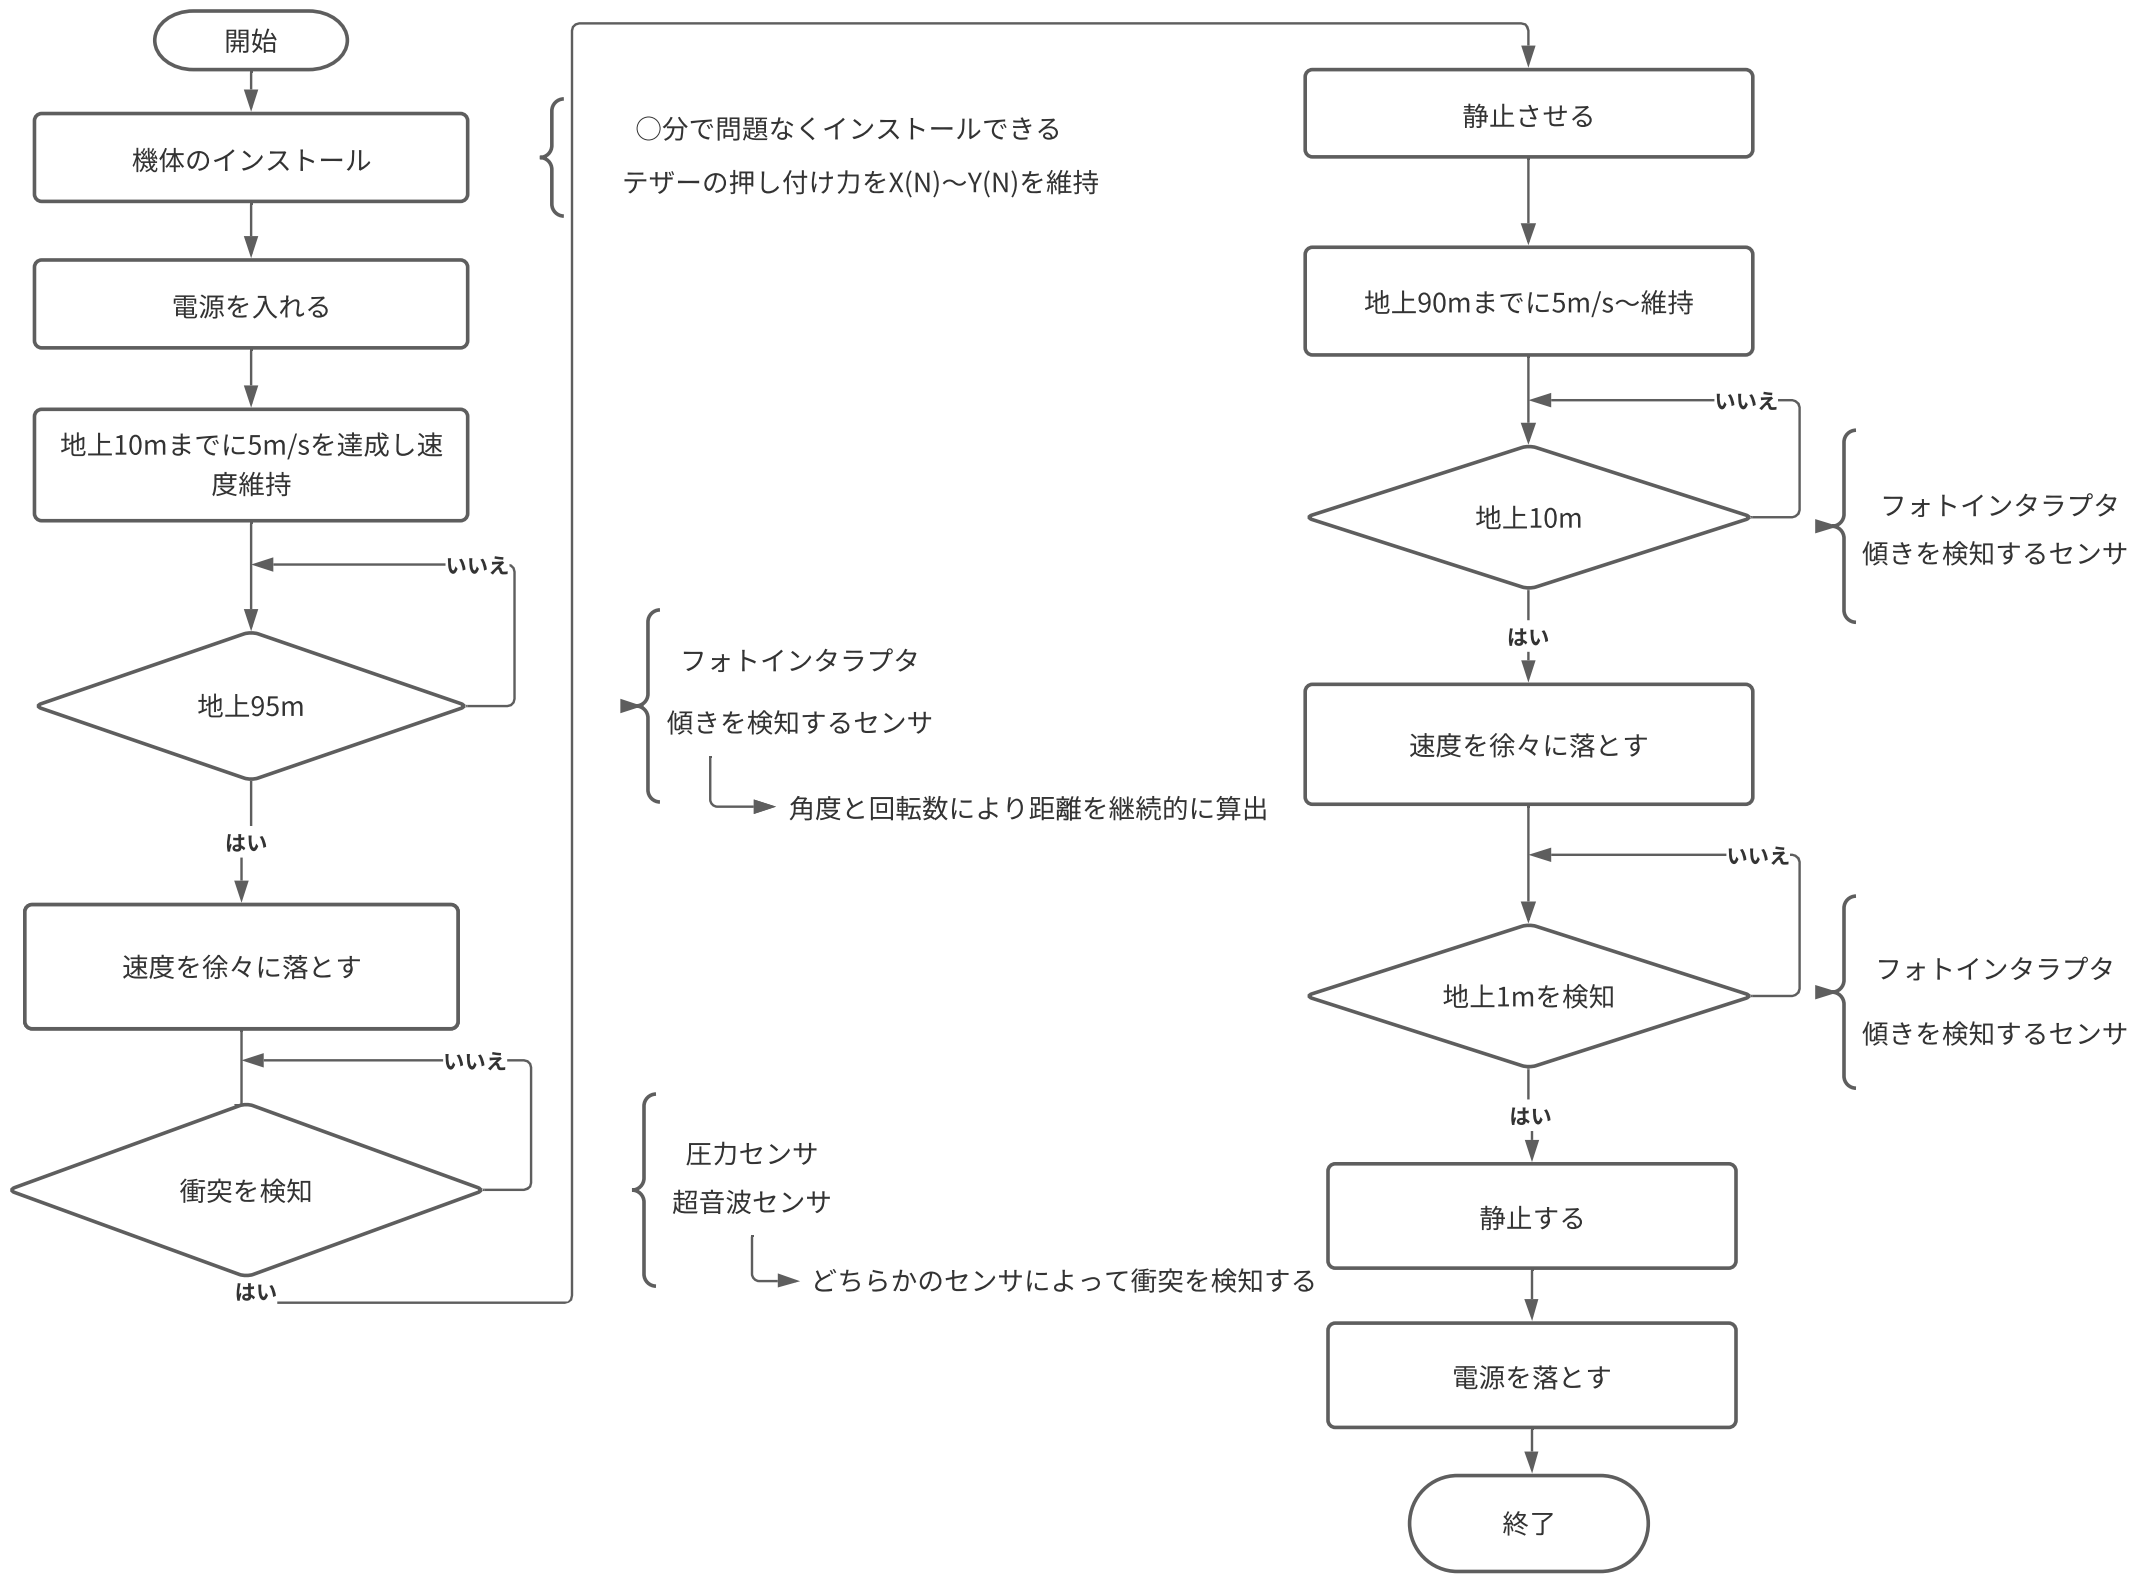 開始
機体のインストール
◯分で問題なくインストールできる
テザーの押し付け力をX(N)〜Y(N)を維持
電源を入れる
地上10mまでに5m/sを達成し速
度維持
いいえ
地上95m
フォトインタラプタ
傾きを検知するセンサ
角度と回転数により距離を継続的に算出
はい
速度を徐々に落とす
いいえ
衝突を検知
圧力センサ
超音波センサ
どちらかのセンサによって衝突を検知する
はい
静止させる
地上90mまでに5m/s〜維持
いいえ
地上10m
フォトインタラプタ
傾きを検知するセンサ
はい
速度を徐々に落とす
いいえ
地上1mを検知
フォトインタラプタ
傾きを検知するセンサ
はい
静止する
電源を落とす
終了